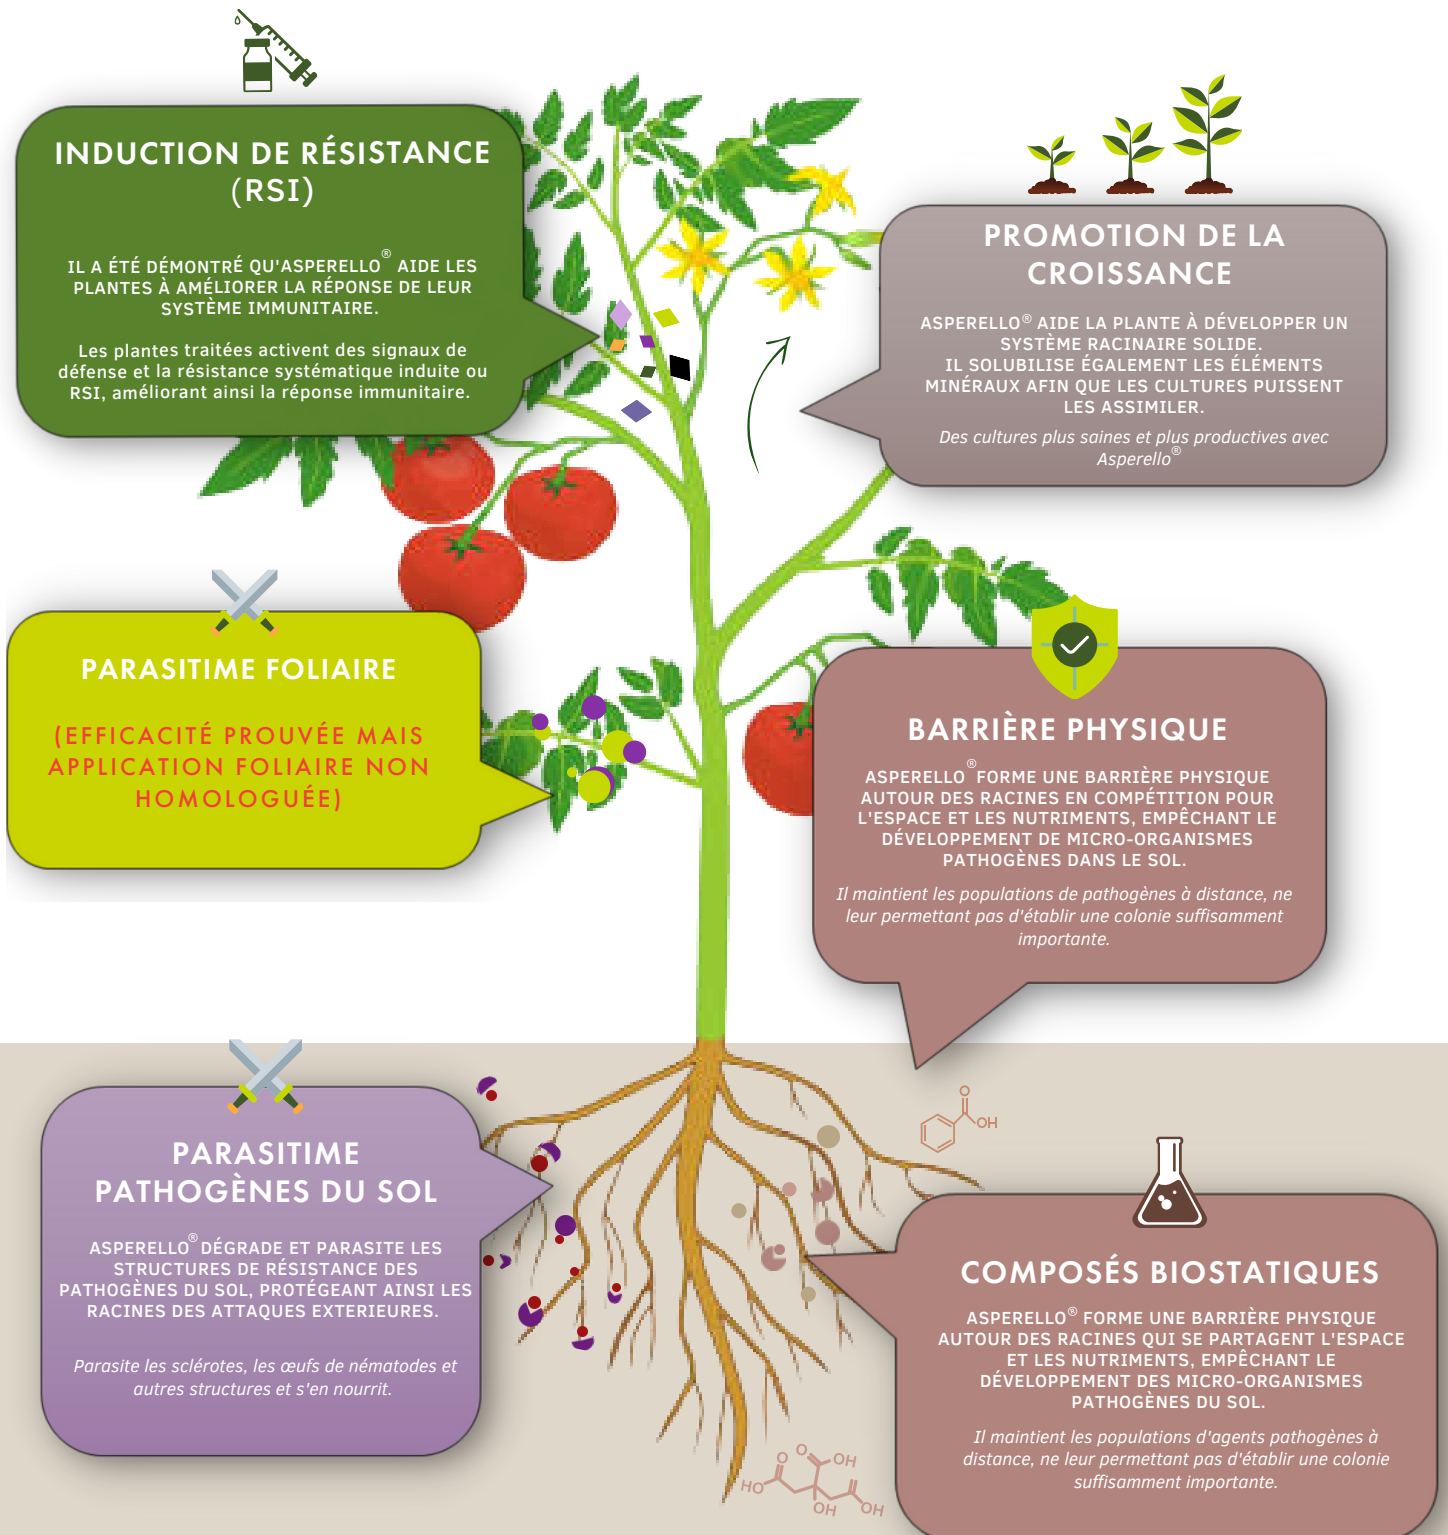 INDUCTION DE RÉSISTANCE
(RSI)
IL A ÉTÉ DÉMONTRÉ QU'ASPERELLO® AIDE LES
PLANTES À AMÉLIORER LA RÉPONSE DE LEUR
SYSTÈME IMMUNITAIRE.
Les plantes traitées activent des signaux de
défense et la résistance systématique induite ou
RSI, améliorant ainsi la réponse immunitaire.
PROMOTION DE LA
CROISSANCE
ASPERELLO® AIDE LA PLANTE À DÉVELOPPER UN
SYSTÈME RACINAIRE SOLIDE.
IL SOLUBILISE ÉGALEMENT LES ÉLÉMENTS
MINÉRAUX AFIN QUE LES CULTURES PUISSENT
LES ASSIMILER.
Des cultures plus saines et plus productives avec
Asperello®
PARASITIME FOLIAIRE
(EFFICACITÉ PROUVÉE MAIS
APPLICATION FOLIAIRE NON
HOMOLOGUÉE)
BARRIÈRE PHYSIQUE
ASPERELLO® FORME UNE BARRIÈRE PHYSIQUE
AUTOUR DES RACINES EN COMPÉTITION POUR
L'ESPACE ET LES NUTRIMENTS, EMPÊCHANT LE
DÉVELOPPEMENT DE MICRO-ORGANISMES
PATHOGÈNES DANS LE SOL.
Il maintient les populations de pathogènes à distance, ne
leur permettant pas d'établir une colonie suffisamment
importante.
PARASITIME
PATHOGÈNES DU SOL
ASPERELLO® DÉGRADE ET PARASITE LES
STRUCTURES DE RÉSISTANCE DES
PATHOGÈNES DU SOL, PROTÉGEANT AINSI LES
RACINES DES ATTAQUES EXTERIEURES.
Parasite les sclérotes, les œufs de nématodes et
autres structures et s'en nourrit.
O
OH
COMPOSÉS BIOSTATIQUES
ASPERELLO® FORME UNE BARRIÈRE PHYSIQUE
AUTOUR DES RACINES QUI SE PARTAGENT L'ESPACE
ET LES NUTRIMENTS, EMPÊCHANT LE
DÉVELOPPEMENT DES MICRO-ORGANISMES
PATHOGÈNES DU SOL.
Il maintient les populations d'agents pathogènes à
distance, ne leur permettant pas d'établir une colonie
suffisamment importante.
O O OH
HO O
OH OH